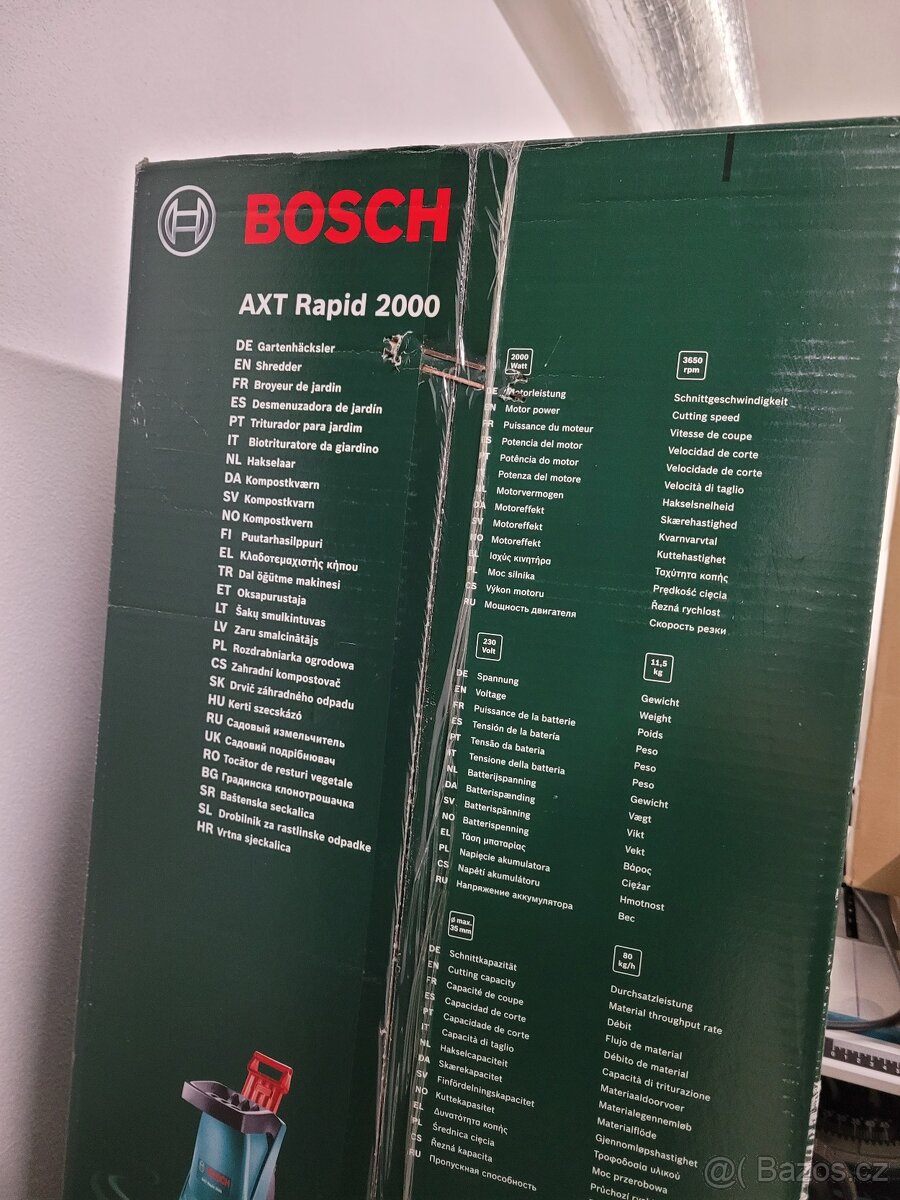 BOSCH
AXT Rapid 2000
DE Gartenhäcksler
EN Shredder
FR Broyeur de jardin
ES Desmenuzadora de jardín
PT Triturador para jardim
IT Biotrituratore da giardino
NL Hakselaar
DA Kompostkværn
SV Kompostkvarn
NO Kompostkvern
FI Puutarhasilppuri
EL Κλαδοτεμαχιστής κήπου
TR Dal öğütme makinesi
ET Oksapurustaja
LT Šakų smulkintuvas
LV Zaru smalcinātājs
PL Rozdrabniarka ogrodowa
CS Zahradní kompostovač
SK Drvič záhradného odpadu
HU Kerti szecskázó
RU Садовый измельчитель
UK Садовий подрібнювач
RO Tocător de resturi vegetale
BG Градинска клонотрошачка
SR Baštenska seckalica
SL Drobilnik za rastlinske odpadke
HR Vrtna sjeckalica
2000
Watt
Motorleistung
Motor power
FR Puissance du moteur
ES Potencia del motor
Potência do motor
Potenza del motore
NL Motorvermogen
DA Motoreffekt
SV Motoreffekt
NO Motoreffekt
EL Ισχύς κινητήρα
PL Moc silnika
CS Výkon motoru
RU Мощность двигателя
3650
rpm
Schnittgeschwindigkeit
Cutting speed
Vitesse de coupe
Velocidad de corte
Velocidade de corte
Velocità di taglio
Hakselsnelheid
Skærehastighed
Kvarnvarvtal
Kuttehastighet
Ταχύτητα κοπής
Prędkość cięcia
Řezná rychlost
Скорость резки
230
Volt
DE Spannung
EN Voltage
FR Puissance de la batterie
ES Tensión de la batería
PT Tensão da bateria
IT Tensione della batteria
NL Batterijspanning
DA Batterispænding
SV Batterispänning
NO Batterispenning
EL Τάση μπαταρίας
PL Napięcie akumulatora
CS Napětí akumulátoru
RU Напряжение аккумулятора
11,5
kg
Gewicht
Weight
Poids
Peso
Peso
Peso
Gewicht
Vægt
Vikt
Vekt
Βάρος
Ciężar
Hmotnost
Вес
ø max.
35 mm
DE Schnittkapazität
EN Cutting capacity
FR Capacité de coupe
ES Capacidad de corte
PT Capacidade de corte
IT Capacità di taglio
NL Hakselcapaciteit
DA Skærekapacitet
SV Finfördelningskapacitet
NO Kuttekapasitet
EL Δυνατότητα κοπής
PL Średnica cięcia
CS Řezná kapacita
RU Пропускная способность
80
kg/h
Durchsatzleistung
Material throughput rate
Débit
Flujo de material
Débito de material
Capacità di triturazione
Materiaaldoorvoer
Materialegennemløb
Materialflöde
Gjennomløpshastighet
Τροφοδοσία υλικού
Moc przerobowa
Průchozí
BOSCH
@( Bazos.cz